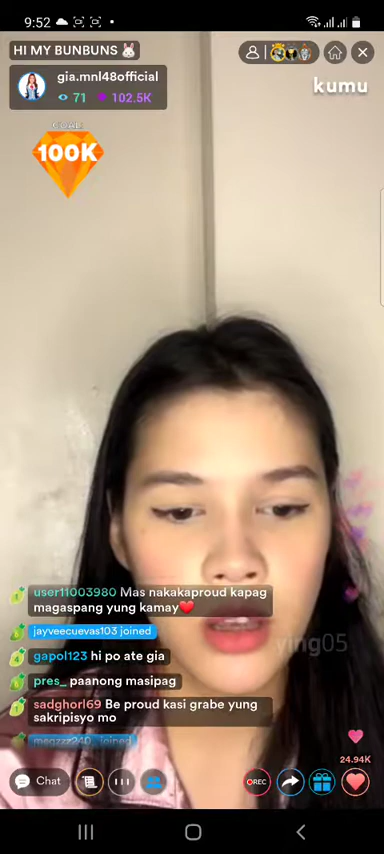 9:52
HI MY BUNBUNS 🐰
gia.mnl48official
71 102.5K
kumu
GOAL:
100K
user11003980 Mas nakakaproud kapag
magaspang yung kamay❤️
jayveecuevas103 joined
gapol123 hi po ate gia
ying05
pres_ paanong masipag
sadghorl69 Be proud kasi grabe yung
sakripisyo mo
24.94K
Chat
REC